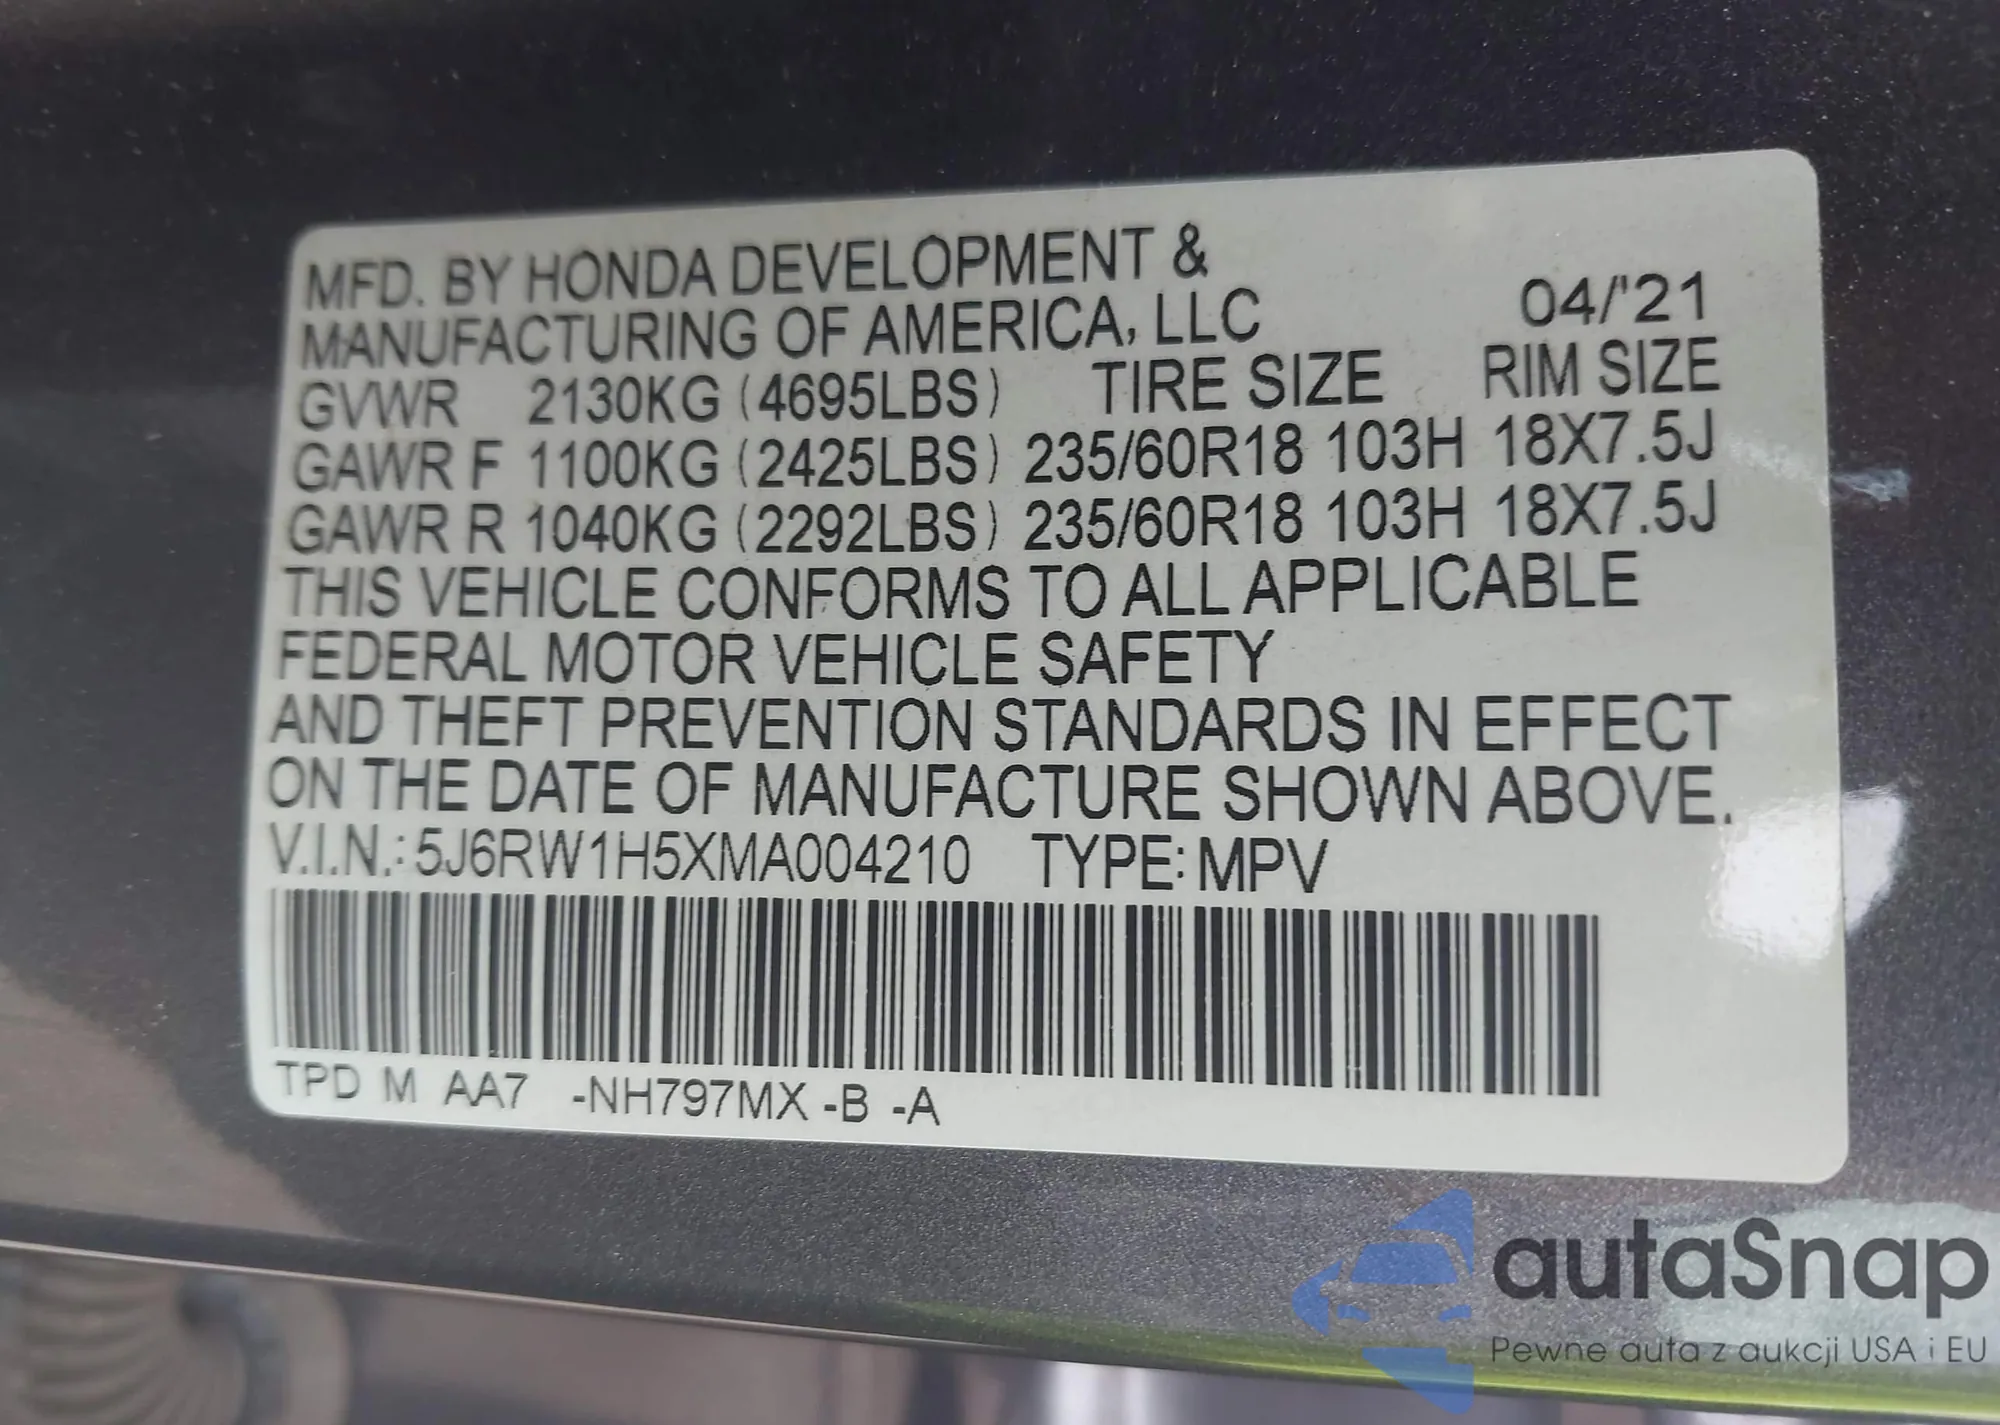 MFD. BY HONDA DEVELOPMENT &
MANUFACTURING OF AMERICA, LLC 04/'21
GVWR 2130KG (4695LBS) TIRE SIZE RIM SIZE
GAWR F 1100KG (2425LBS) 235/60R18 103H 18X7.5J
GAWR R 1040KG (2292LBS) 235/60R18 103H 18X7.5J
THIS VEHICLE CONFORMS TO ALL APPLICABLE
FEDERAL MOTOR VEHICLE SAFETY
AND THEFT PREVENTION STANDARDS IN EFFECT
ON THE DATE OF MANUFACTURE SHOWN ABOVE.
V.I.N.: 5J6RW1H5XMA004210 TYPE: MPV
TPD M AA7 -NH797MX -B -A
autaSnap
Pewne auta z aukcji USA i EU